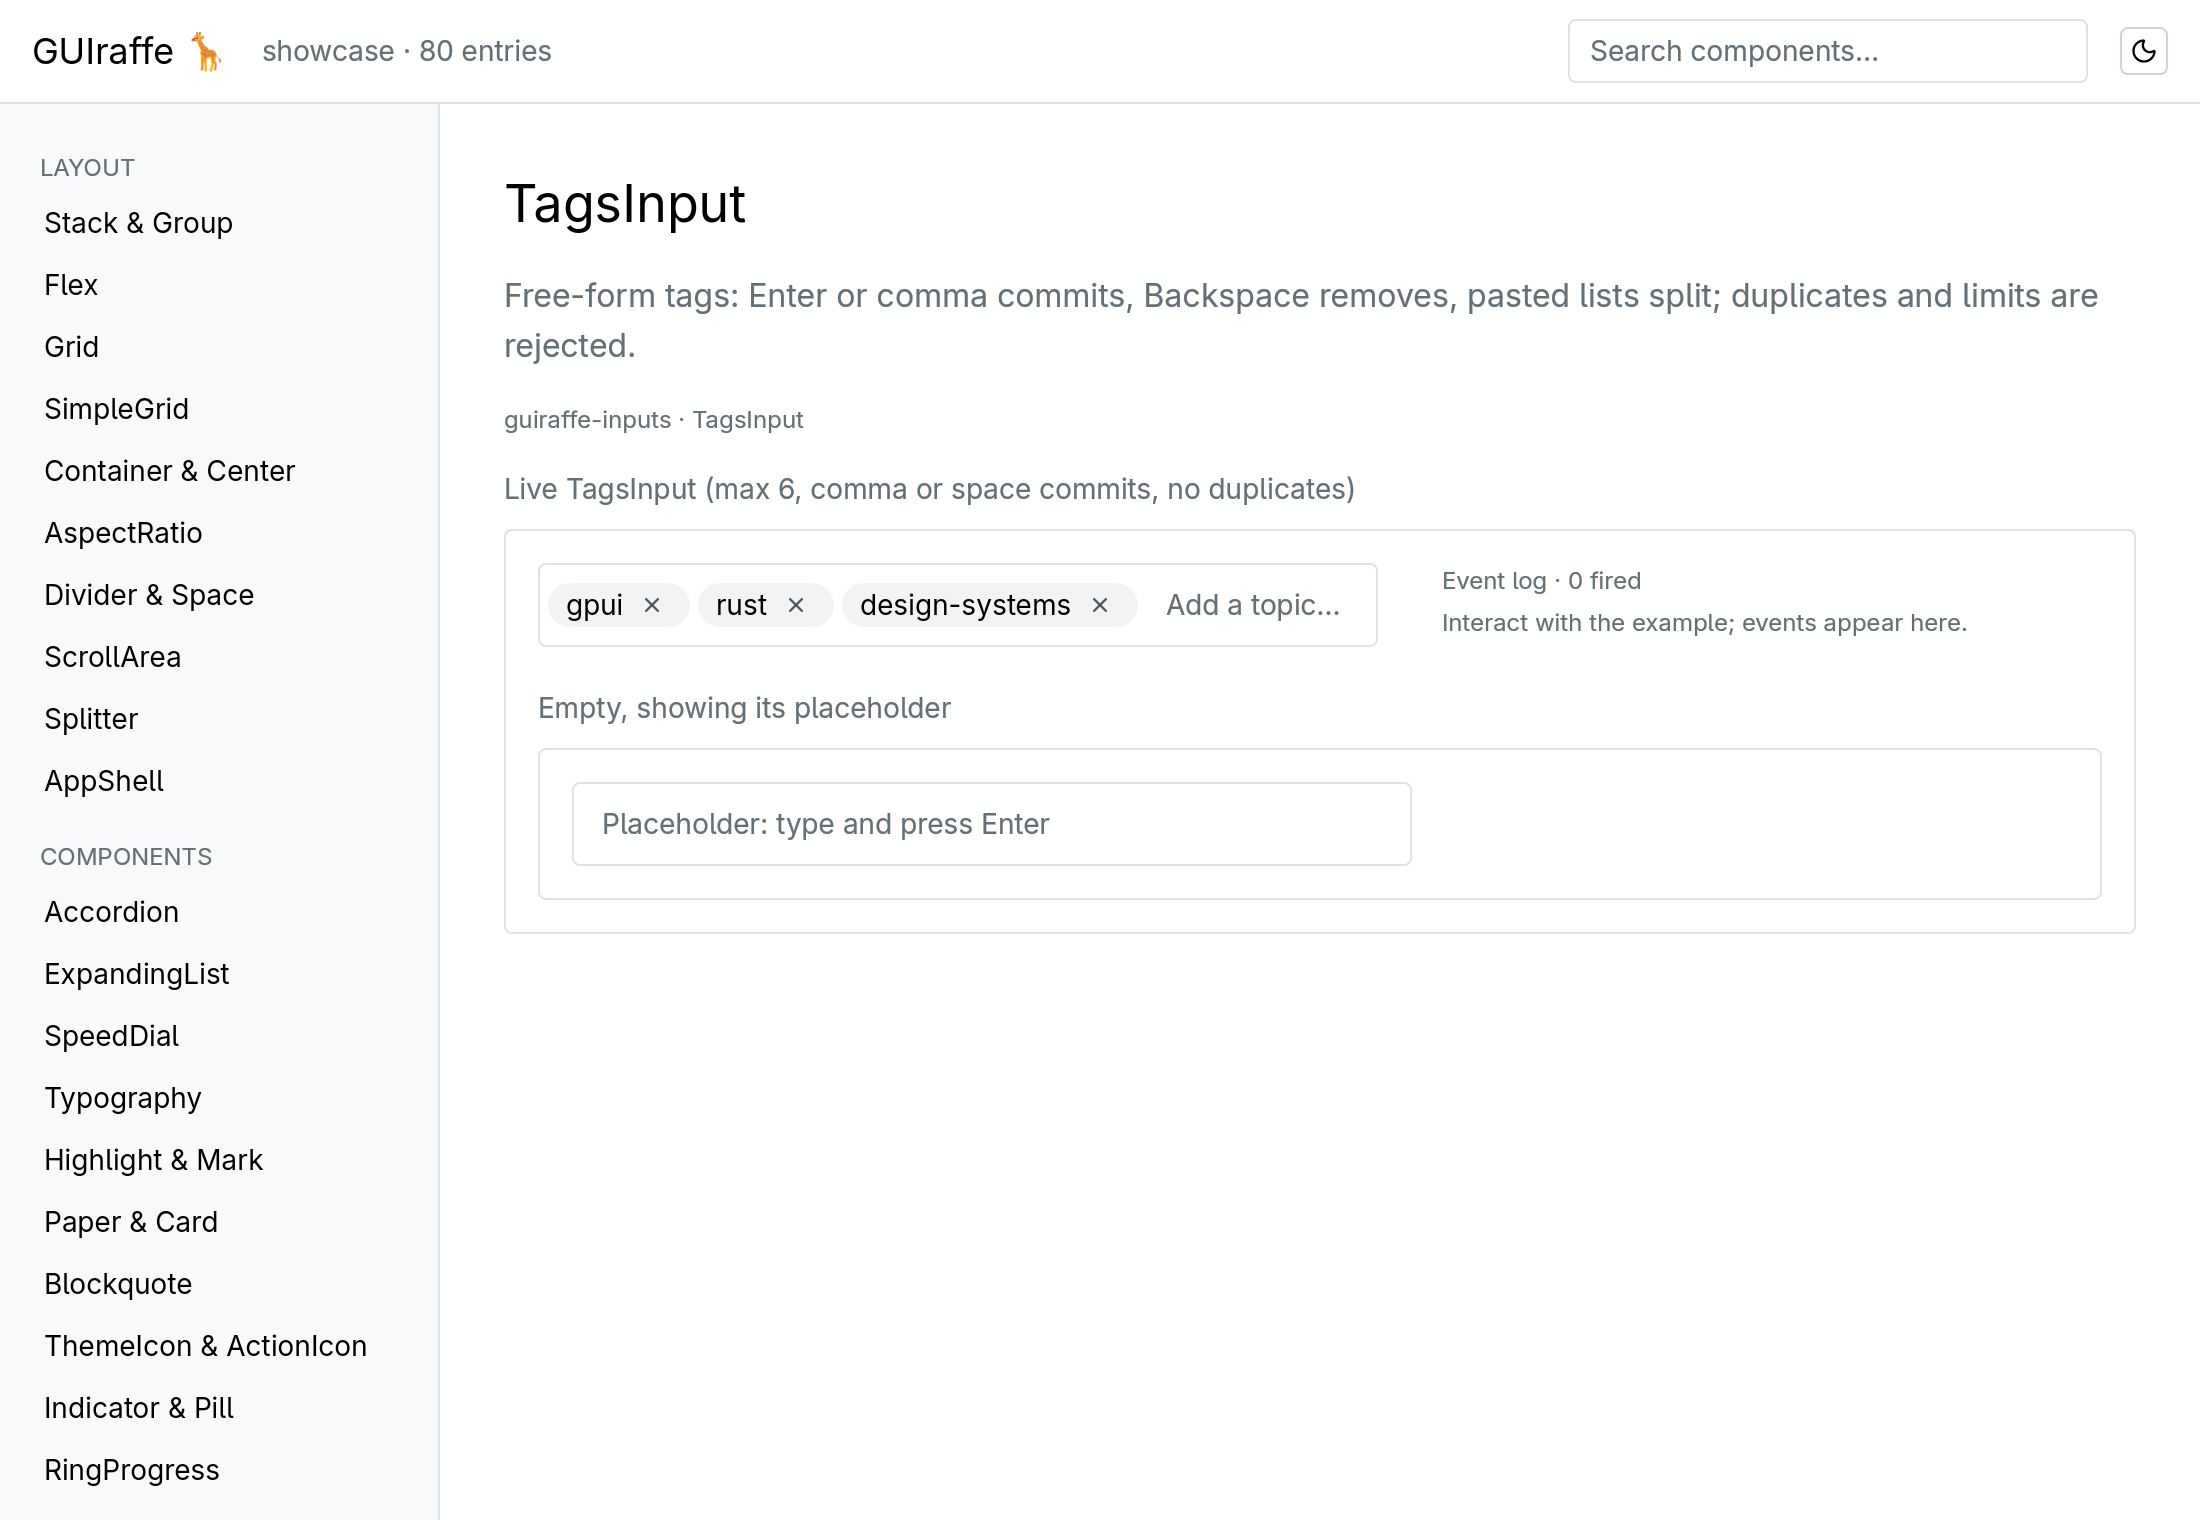 GUIraffe 🦒 showcase · 80 entries
Search components...
LAYOUT
Stack & Group
Flex
Grid
SimpleGrid
Container & Center
AspectRatio
Divider & Space
ScrollArea
Splitter
AppShell
COMPONENTS
Accordion
ExpandingList
SpeedDial
Typography
Highlight & Mark
Paper & Card
Blockquote
ThemeIcon & ActionIcon
Indicator & Pill
RingProgress
TagsInput
Free-form tags: Enter or comma commits, Backspace removes, pasted lists split; duplicates and limits are
rejected.
guiraffe-inputs · TagsInput
Live TagsInput (max 6, comma or space commits, no duplicates)
gpui × rust × design-systems × Add a topic...
Event log · 0 fired
Interact with the example; events appear here.
Empty, showing its placeholder
Placeholder: type and press Enter